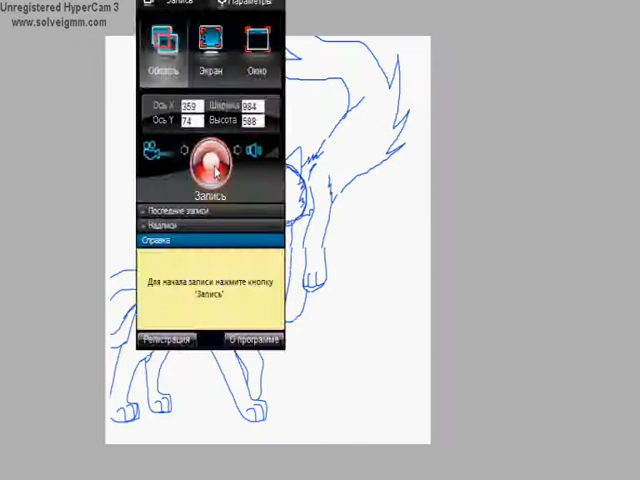 Unregistered HyperCam 3
www.solveigmm.com
Запись Параметры
Область Экран Окно
Ось X 359 Ширина 984
Ось Y 74 Высота 588
Запись
Последние записи
Надписи
Справка
Для начала записи нажмите кнопку
"Запись"
Регистрация О программе